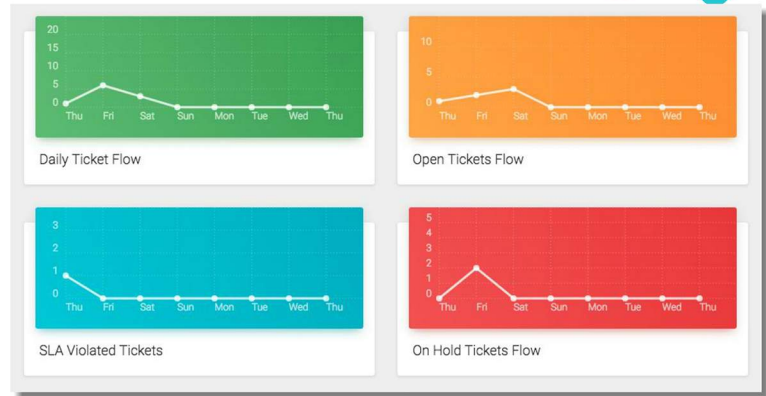 20
15
10
5
0
Thu Fri Sat Sun Mon Tue Wed Thu
Daily Ticket Flow
10
5
0
Thu Fri Sat Sun Mon Tue Wed Thu
Open Tickets Flow
3
2
1
0
Thu Fri Sat Sun Mon Tue Wed Thu
SLA Violated Tickets
5
4
3
2
1
0
Thu Fri Sat Sun Mon Tue Wed Thu
On Hold Tickets Flow